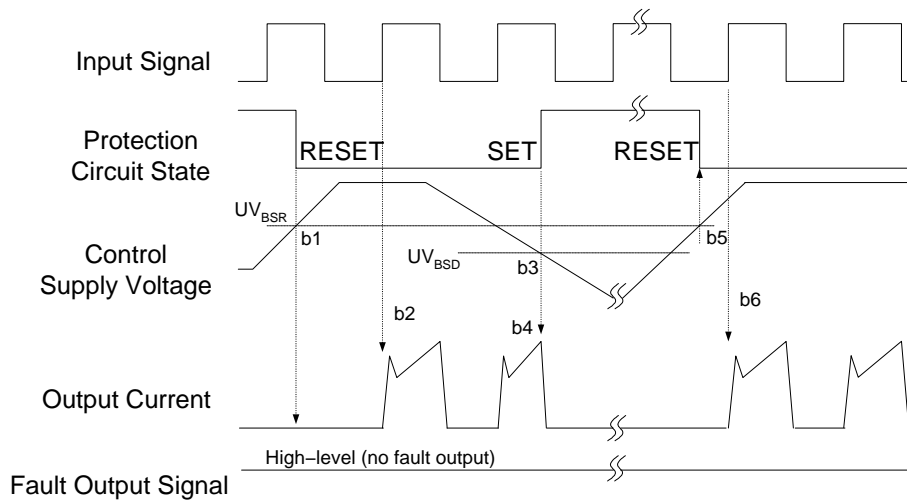 Input Signal
Protection
Circuit State
RESET
SET
RESET
UVBSR
b1
b5
Control
Supply Voltage
UVBSD
b3
b2
b4
b6
Output Current
High−level (no fault output)
Fault Output Signal